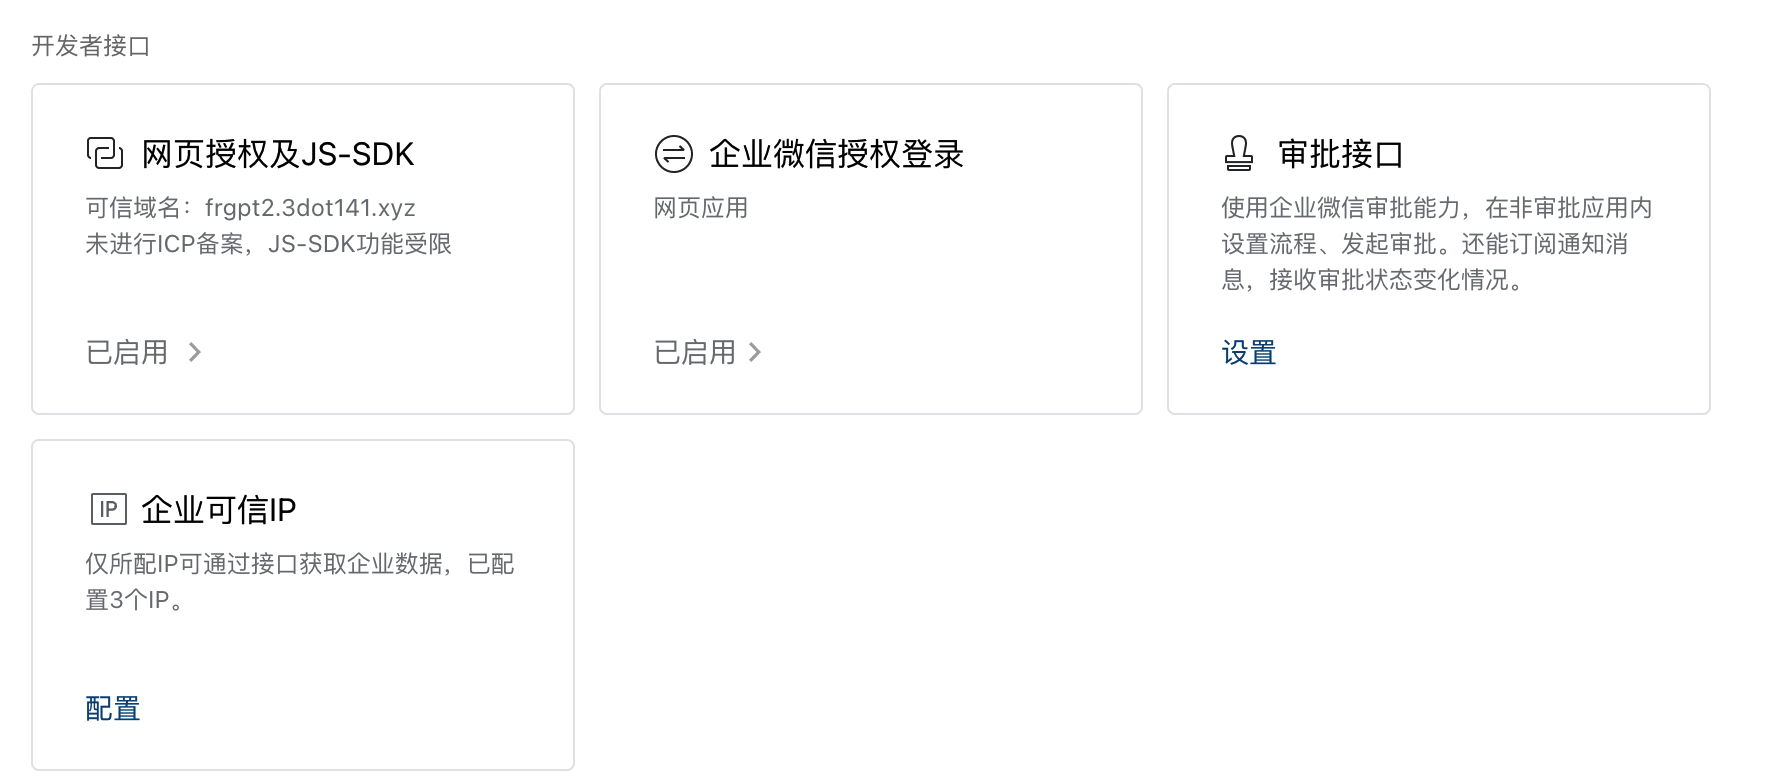 开发者接口
网页授权及JS-SDK
可信域名：frgpt2.3dot141.xyz
未进行ICP备案，JS-SDK功能受限
已启用
企业微信授权登录
网页应用
已启用
审批接口
使用企业微信审批能力，在非审批应用内
设置流程、发起审批。还能订阅通知消
息，接收审批状态变化情况。
设置
IP 企业可信IP
仅所配IP可通过接口获取企业数据，已配
置3个IP。
配置